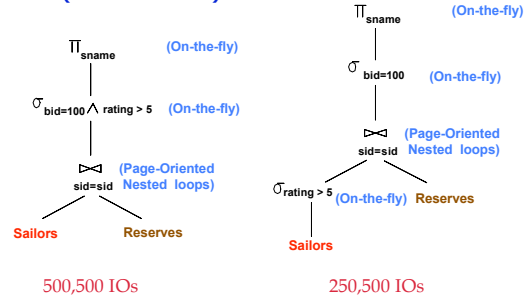 π sname (On-the-fly)
σ bid=100 ∧ rating > 5 (On-the-fly)
⋈ (Page-Oriented
sid=sid Nested loops)
Sailors Reserves
500,500 IOs
π sname (On-the-fly)
σ bid=100 (On-the-fly)
⋈ (Page-Oriented
sid=sid Nested loops)
σ rating > 5 (On-the-fly) Reserves
Sailors
250,500 IOs